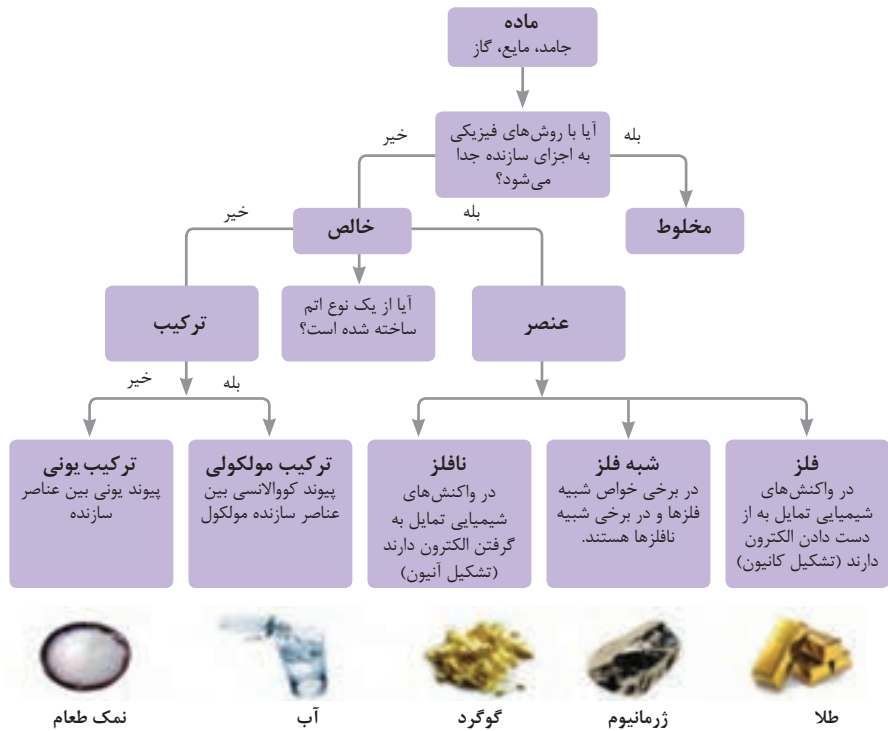 ماده
جامد، مایع، گاز
آیا با روش‌های فیزیکی
به اجزای سازنده جدا
می‌شود؟
بله
خیر
مخلوط
خالص
بله
خیر
آیا از یک نوع اتم
ساخته شده است؟
عنصر
ترکیب
بله
خیر
فلز
در واکنش‌های
شیمیایی تمایل به از
دست دادن الکترون
دارند (تشکیل کاتیون)
شبه فلز
در برخی خواص شبیه
فلزها و در برخی شبیه
نافلزها هستند.
نافلز
در واکنش‌های
شیمیایی تمایل به
گرفتن الکترون دارند
(تشکیل آنیون)
ترکیب مولکولی
پیوند کووالانسی بین
عناصر سازنده مولکول
ترکیب یونی
پیوند یونی بین عناصر
سازنده
طلا
ژرمانیوم
گوگرد
آب
نمک طعام